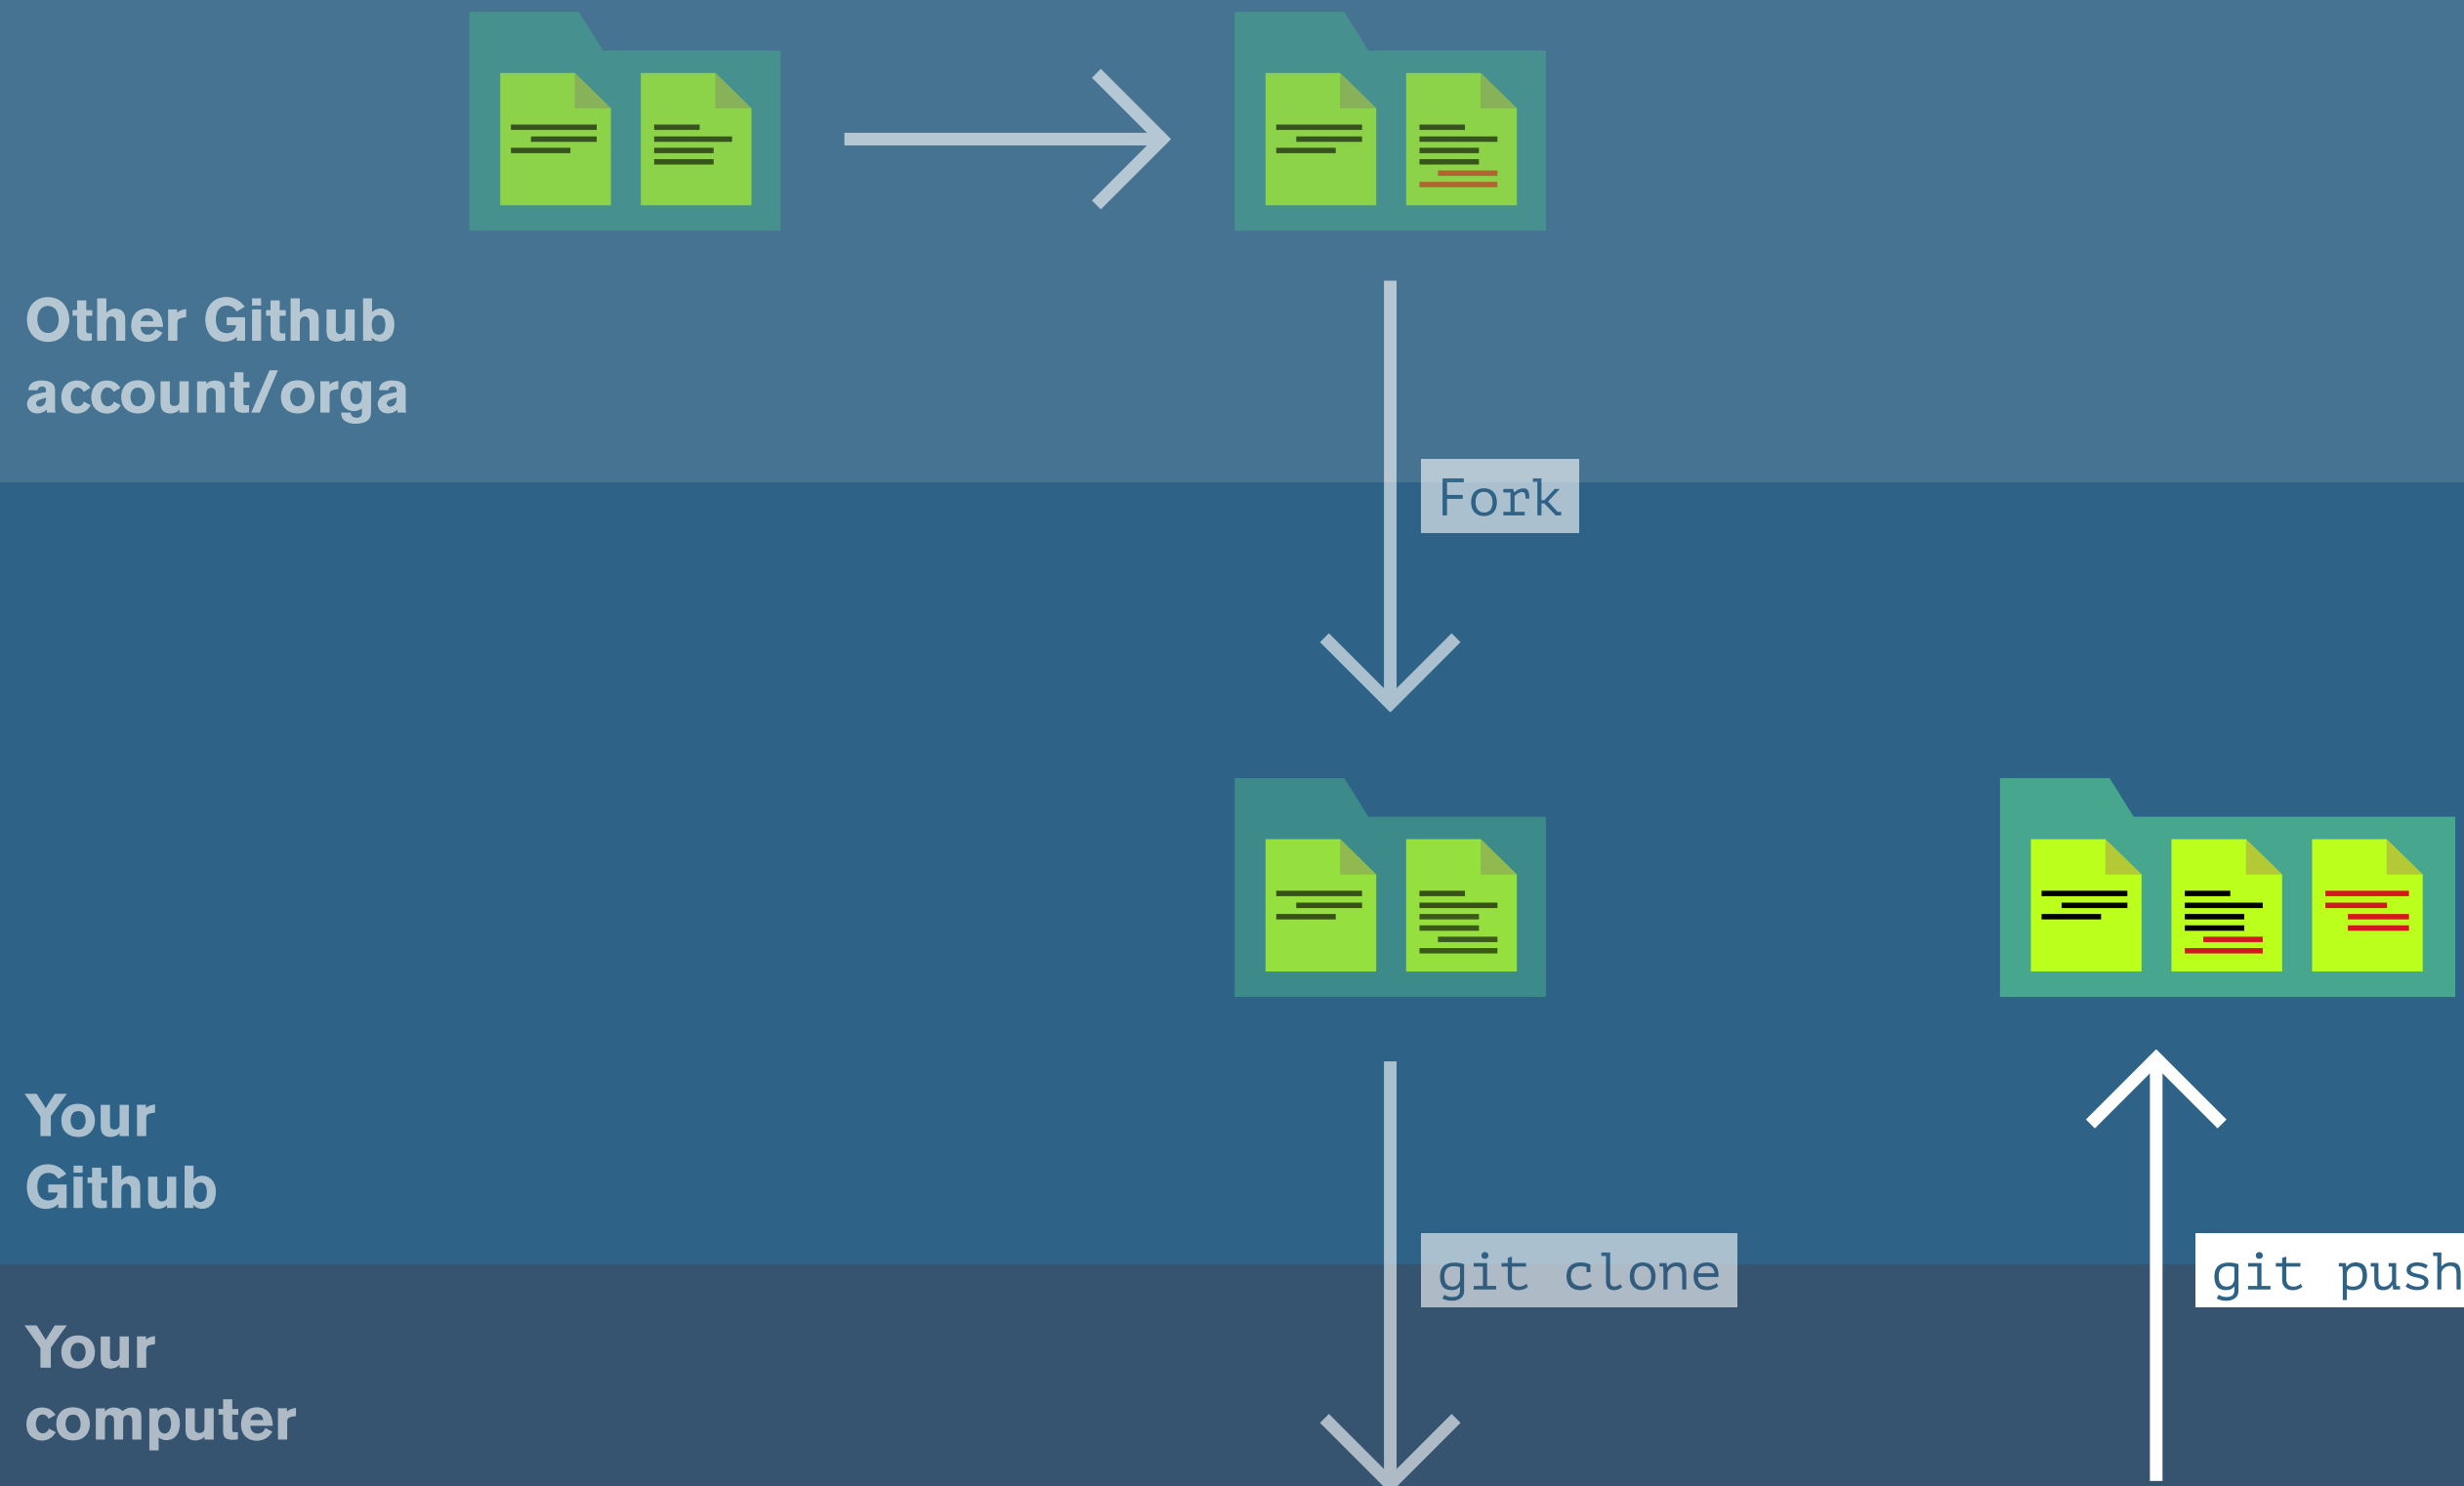 Other Github
account/orga
Fork
Your
Github
git clone
git push
Your
computer